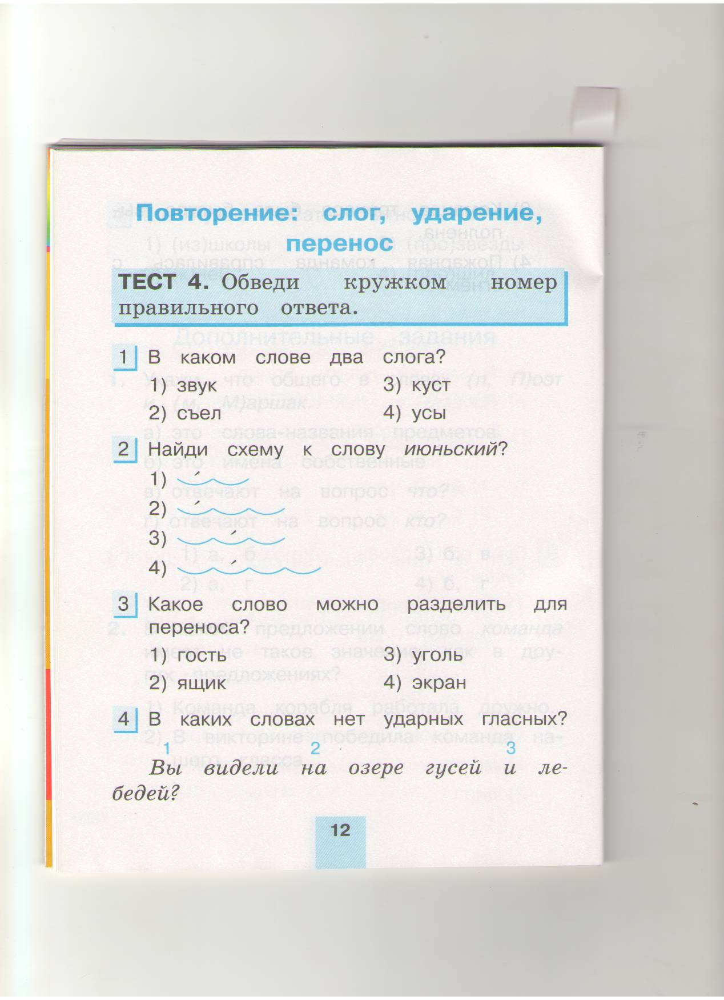 Повторение: слог, ударение,
перенос
ТЕСТ 4. Обведи кружком номер
правильного ответа.
1 В каком слове два слога?
1) звук 3) куст
2) съел 4) усы
2 Найди схему к слову июньский?
1)
2)
3)
4)
3 Какое слово можно разделить для
переноса?
1) гость 3) уголь
2) ящик 4) экран
4 В каких словах нет ударных гласных?
1 2 3
Вы видели на озере гусей и ле-
бедей?
12